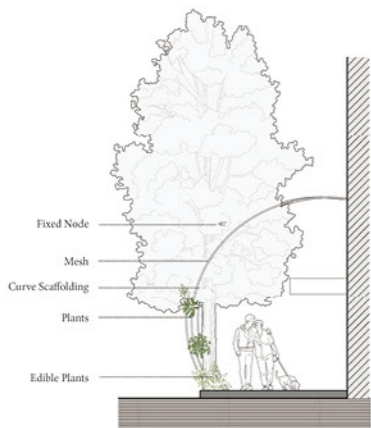 Fixed Node
Mesh
Curve Scaffolding
Plants
Edible Plants